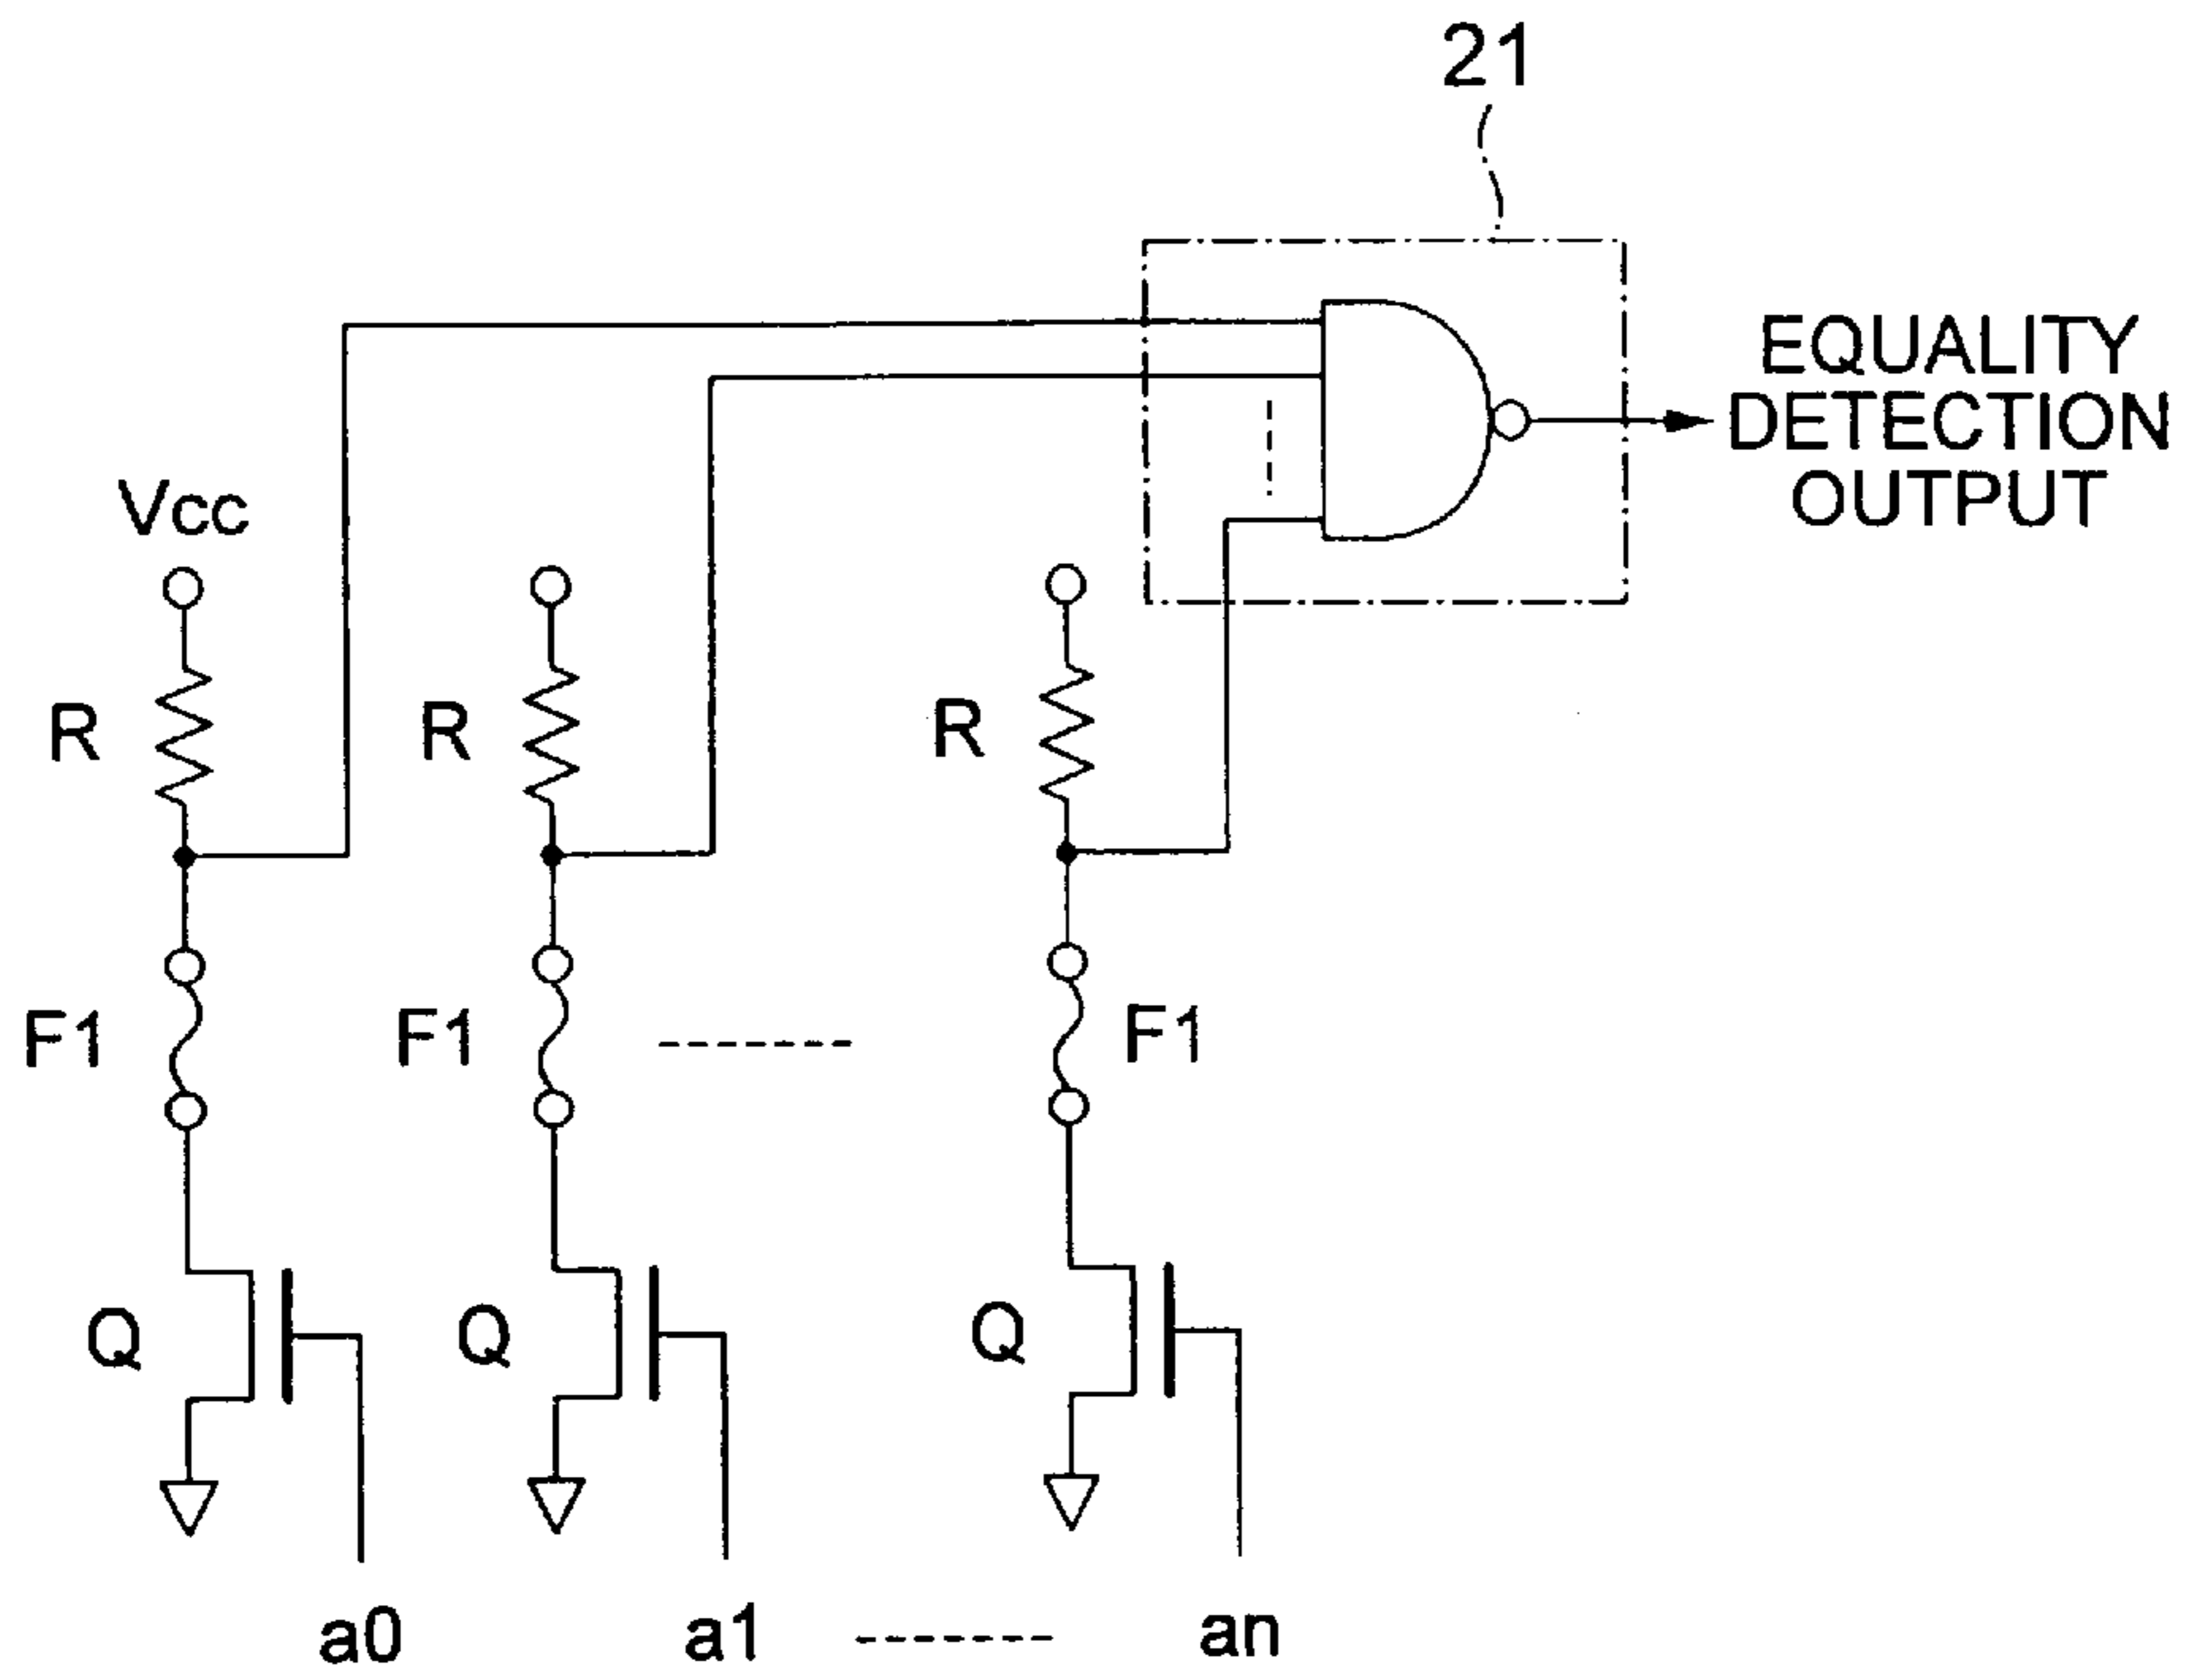 21
EQUALITY
DETECTION
OUTPUT
Vcc
R
R
R
F1
F1
F1
Q
Q
Q
a0
a1
an